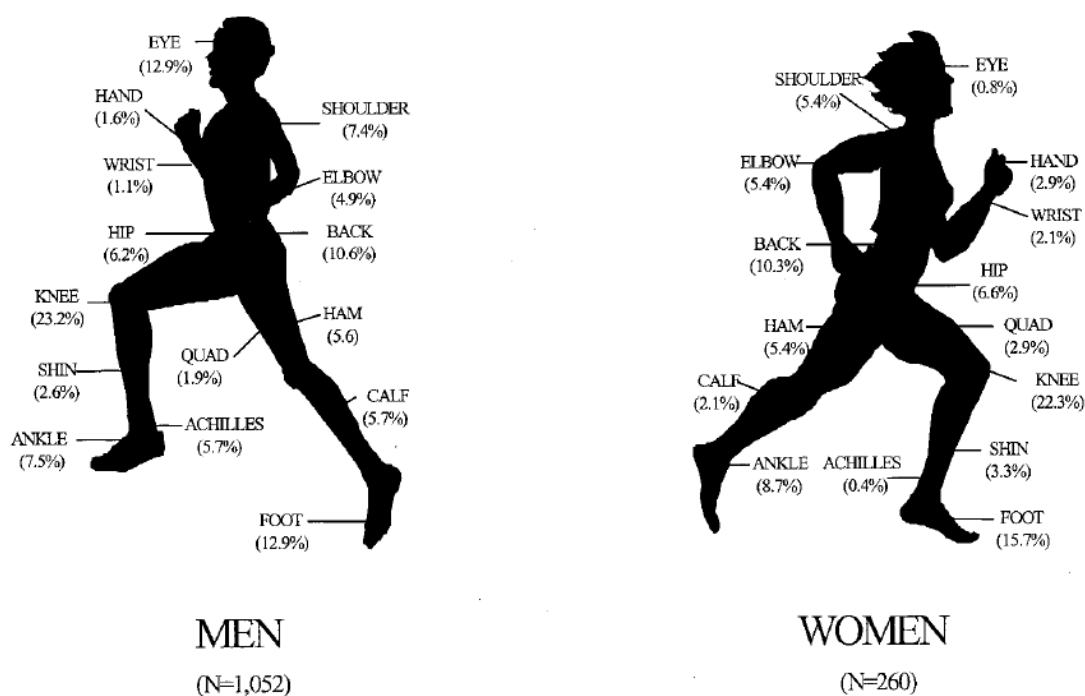 EYE
(12.9%)
HAND
(1.6%)
SHOULDER
(7.4%)
WRIST
(1.1%)
ELBOW
(4.9%)
HIP
(6.2%)
BACK
(10.6%)
KNEE
(23.2%)
HAM
(5.6)
QUAD
(1.9%)
SHIN
(2.6%)
CALF
(5.7%)
ACHILLES
(5.7%)
ANKLE
(7.5%)
FOOT
(12.9%)
MEN
(N=1,052)
EYE
(0.8%)
SHOULDER
(5.4%)
ELBOW
(5.4%)
HAND
(2.9%)
WRIST
(2.1%)
BACK
(10.3%)
HIP
(6.6%)
HAM
(5.4%)
QUAD
(2.9%)
CALF
(2.1%)
KNEE
(22.3%)
ANKLE
(8.7%)
ACHILLES
(0.4%)
SHIN
(3.3%)
FOOT
(15.7%)
WOMEN
(N=260)